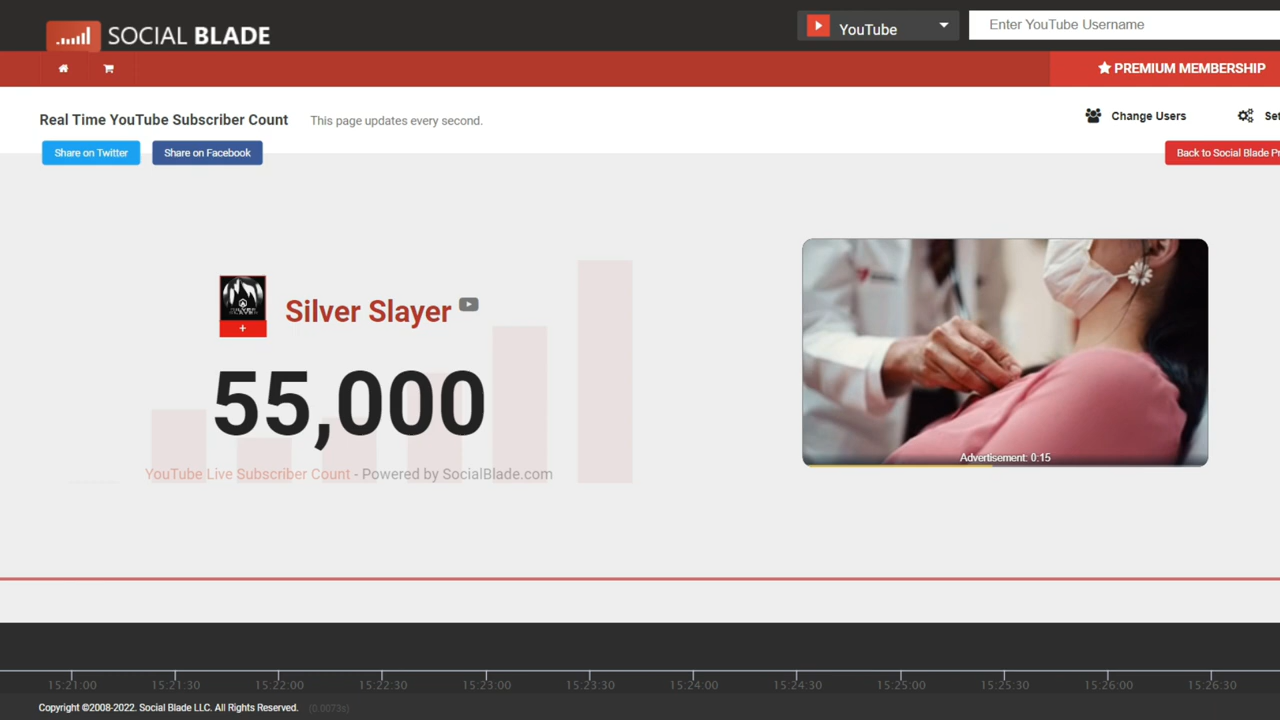 SOCIAL BLADE
YouTube
Enter YouTube Username
PREMIUM MEMBERSHIP
Real Time YouTube Subscriber Count
This page updates every second.
Change Users
Set
Share on Twitter
Share on Facebook
Back to Social Blade Pr
Silver Slayer
+
55,000
YouTube Live Subscriber Count - Powered by SocialBlade.com
Advertisement: 0:15
15:21:00 15:21:30 15:22:00 15:22:30 15:23:00 15:23:30 15:24:00 15:24:30 15:25:00 15:25:30 15:26:00 15:26:30
Copyright ©2008-2022. Social Blade LLC. All Rights Reserved. (0.0073x)